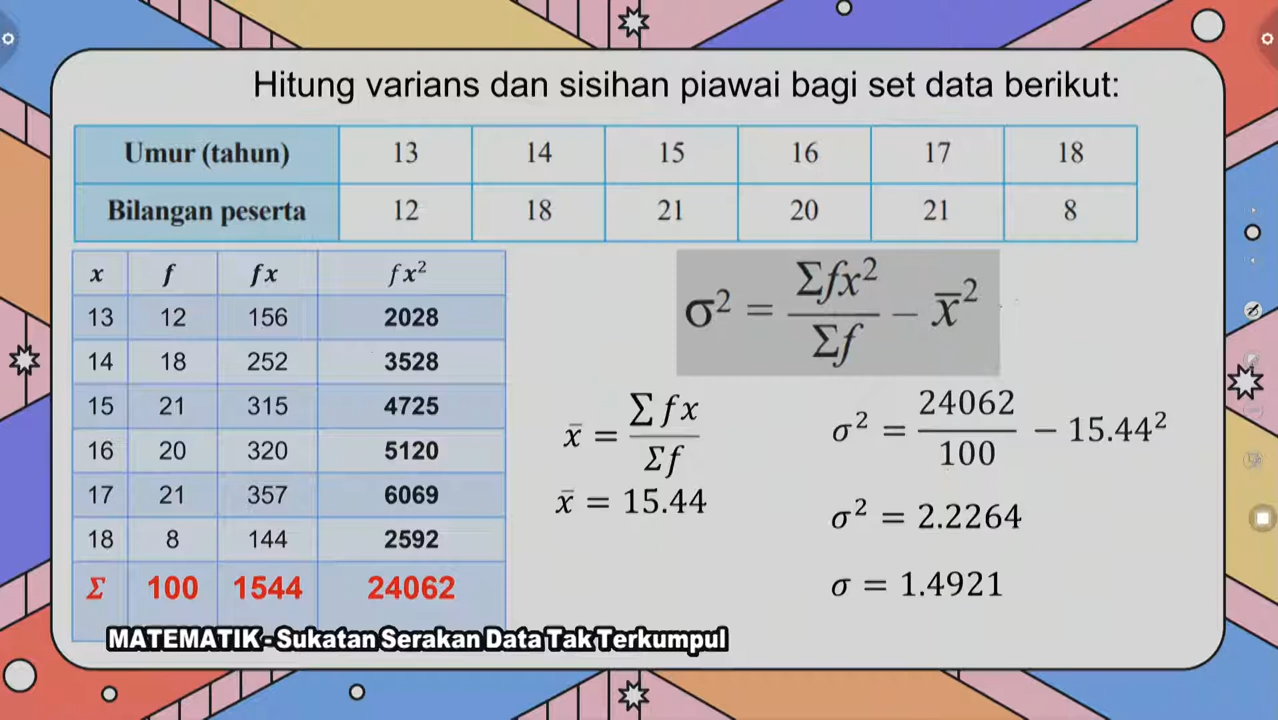 Hitung varians dan sisihan piawai bagi set data berikut:
Umur (tahun) 13 14 15 16 17 18
Bilangan peserta 12 18 21 20 21 8
x f fx fx²
13 12 156 2028
14 18 252 3528
15 21 315 4725
16 20 320 5120
17 21 357 6069
18 8 144 2592
Σ 100 1544 24062
σ² = Σfx² / Σf − x̄²
x̄ = Σ fx / Σf
x̄ = 15.44
σ² = 24062 / 100 − 15.44²
σ² = 2.2264
σ = 1.4921
MATEMATIK - Sukatan Serakan Data Tak Terkumpul